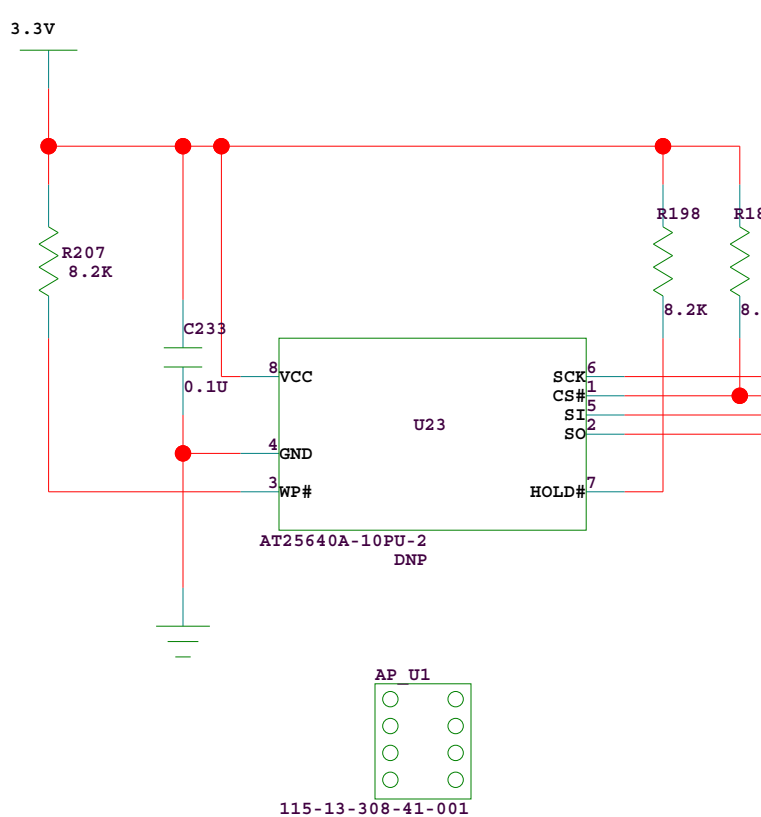 3.3V
R198
R18
R207
8.2K
8.2K
8.
C233
0.1U
8
VCC
4
GND
3
WP#
U23
SCK
6
CS#
1
SI
5
SO
2
HOLD#
7
AT25640A-10PU-2
DNP
AP_U1
115-13-308-41-001